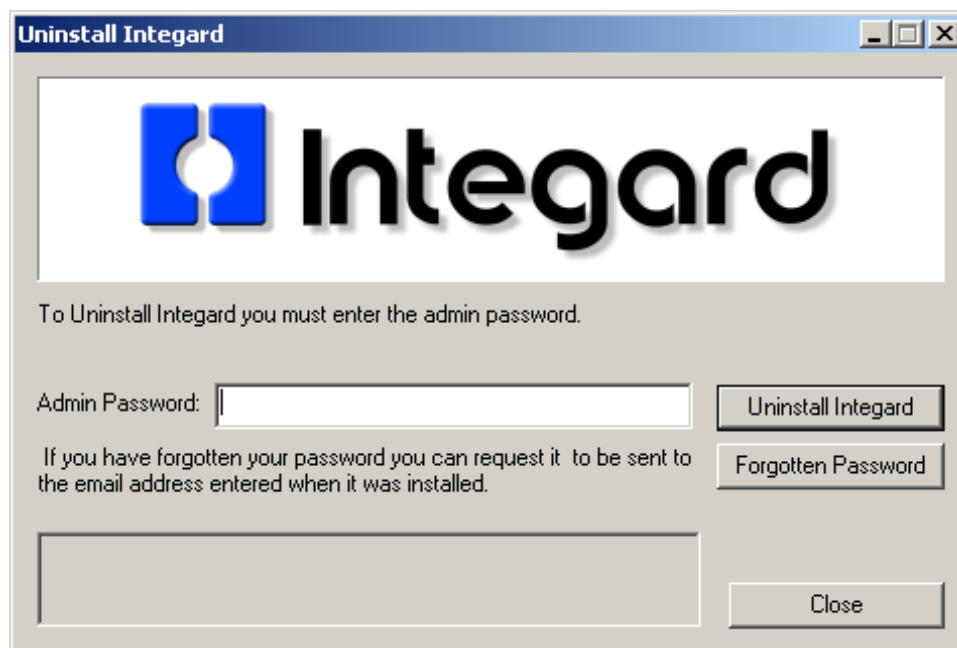 Uninstall Integard
Integard
To Uninstall Integard you must enter the admin password.
Admin Password:
Uninstall Integard
If you have forgotten your password you can request it  to be sent to
the email address entered when it was installed.
Forgotten Password
Close